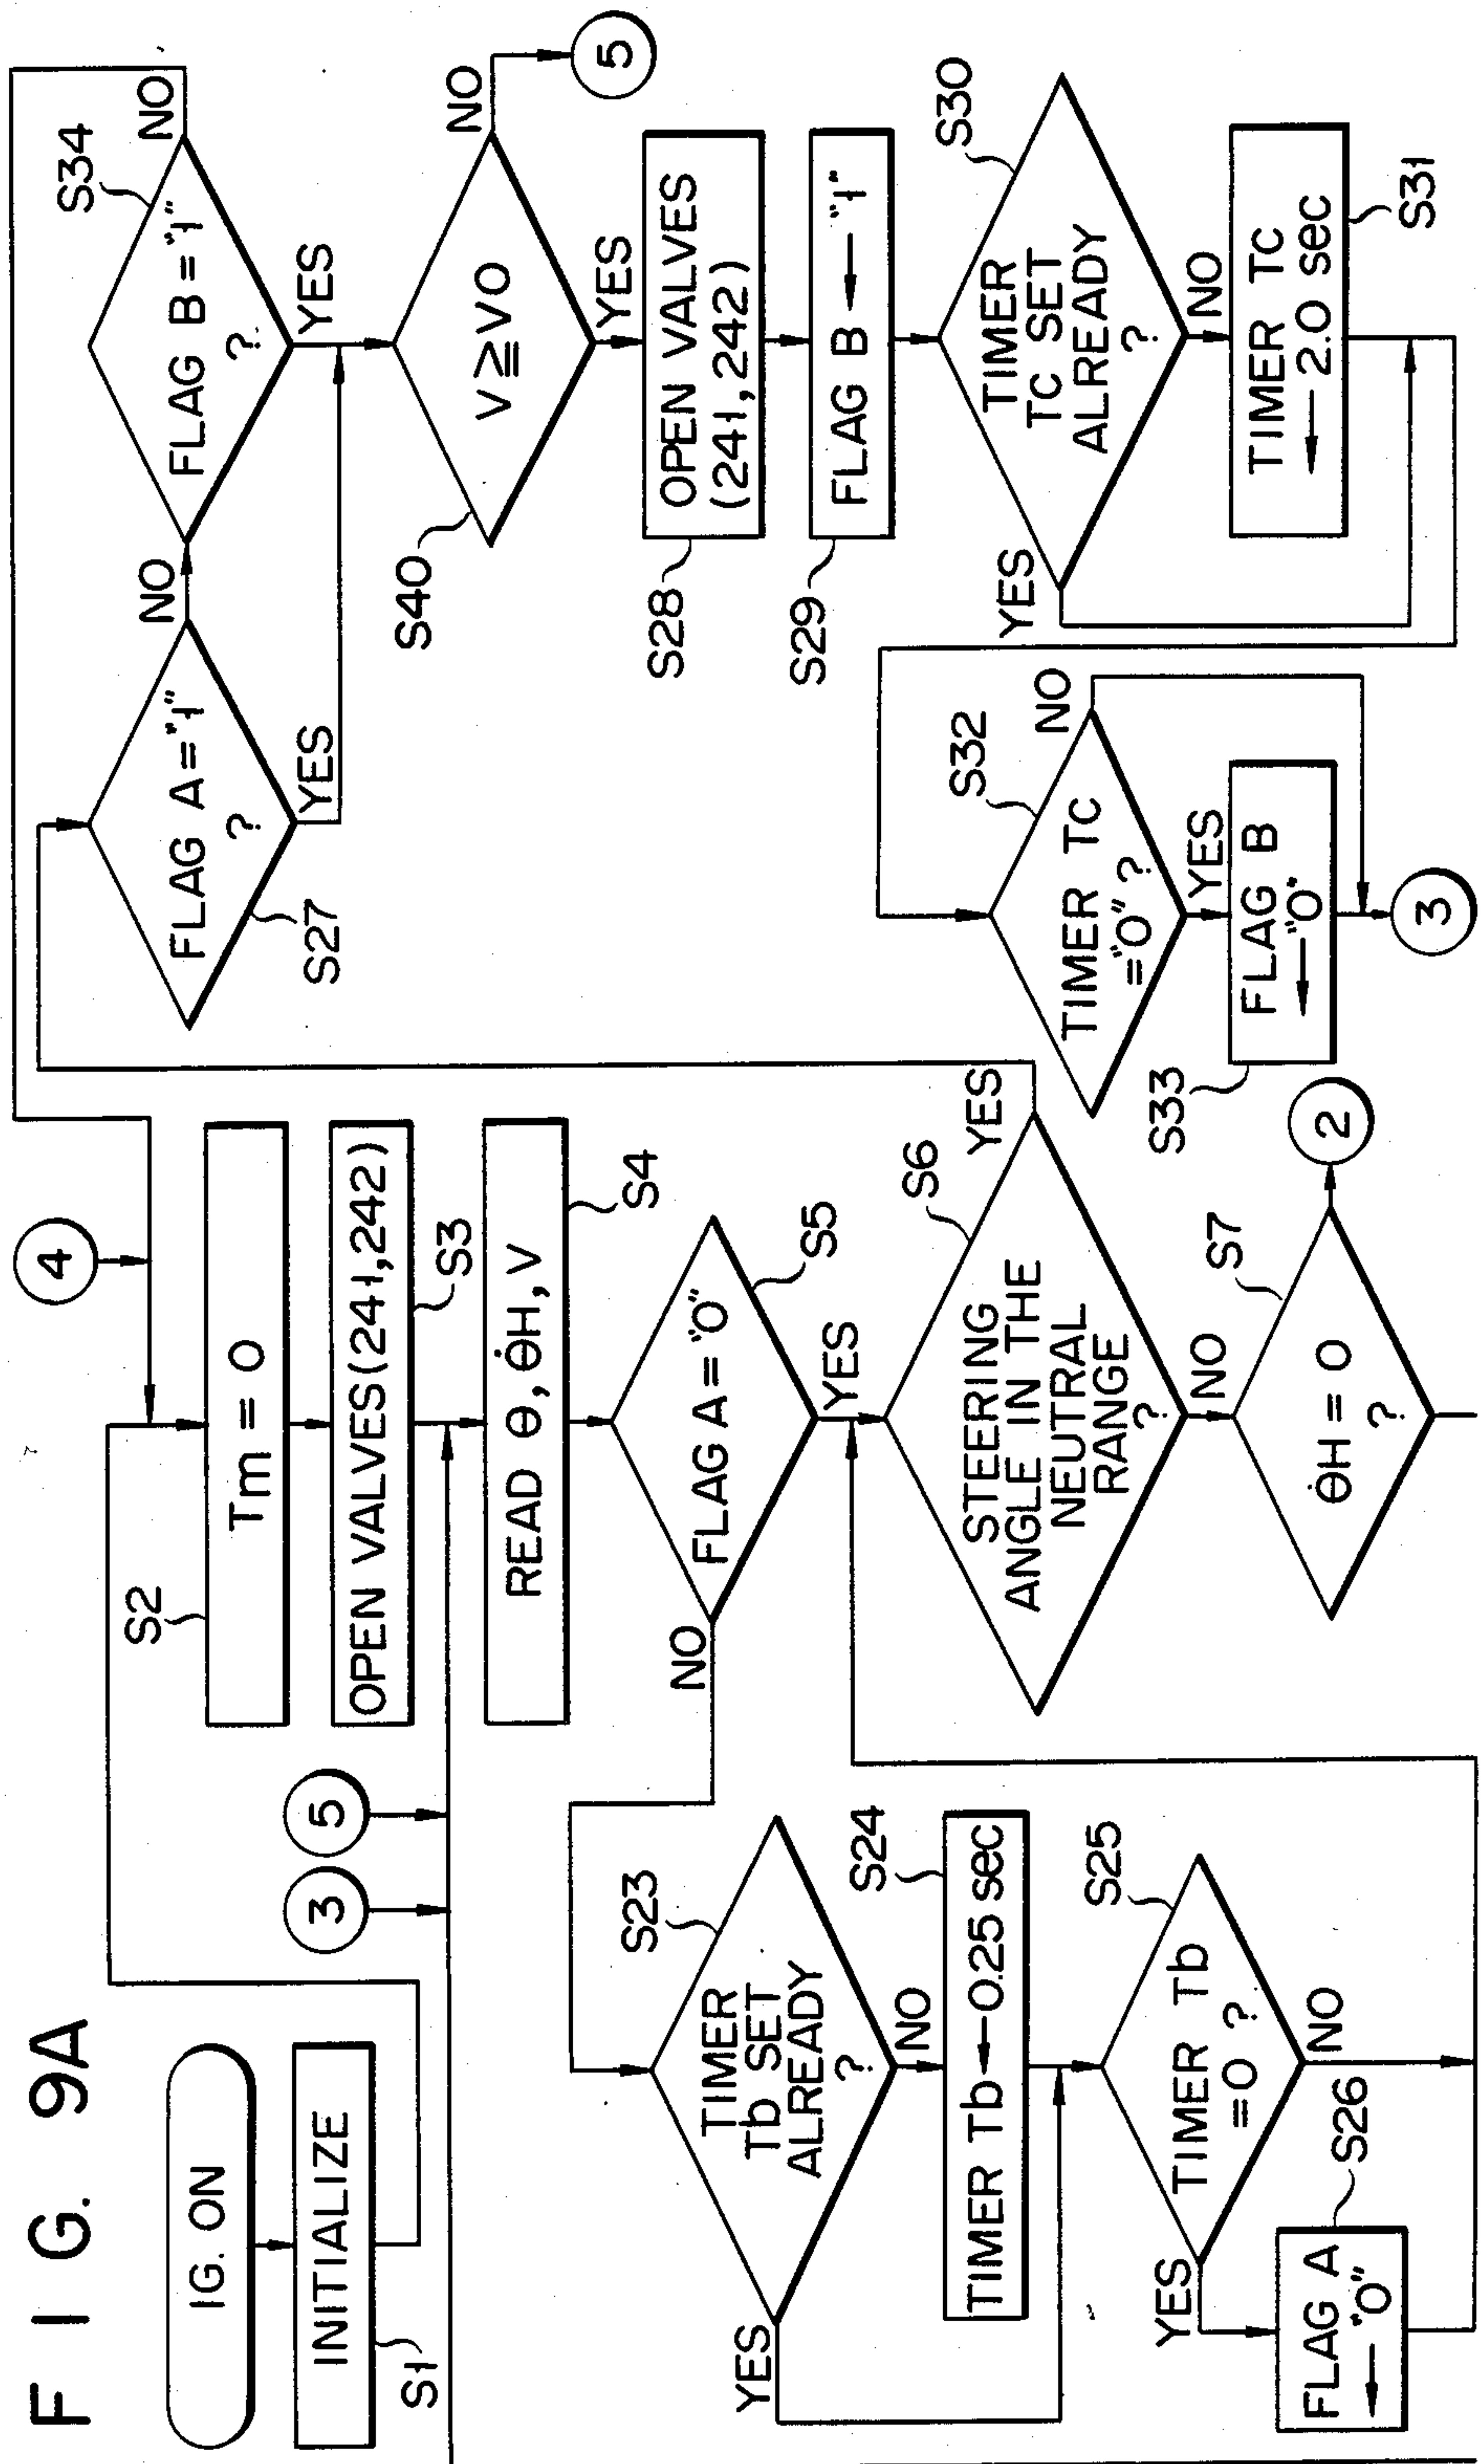 FIG. 9A
IG. ON
INITIALIZE
S1
4
S2
Tm = 0
OPEN VALVES(241,242)
S3
3
5
READ θ, θ̇H, V
S4
FLAG A = "0"
S5
NO
YES
S23
TIMER
Tb SET
ALREADY
?
YES
NO
S24
TIMER Tb←0.25 sec
S25
TIMER Tb
=0 ?
YES
NO
S26
FLAG A
←"0"
S6
STEERING
ANGLE IN THE
NEUTRAL
RANGE
?
YES
NO
S7
θ̇H = 0
?
2
S27
FLAG A="1"
?
NO
YES
S34
FLAG B="1"
?
NO
YES
S40
V ≧ V0
NO
5
YES
S28
OPEN VALVES
(241,242)
S29
FLAG B ← "1"
S30
TIMER
TC SET
ALREADY
?
YES
NO
TIMER TC
← 2.0 sec
S31
S32
TIMER TC
="0" ?
NO
YES
S33
FLAG B
←"0"
3